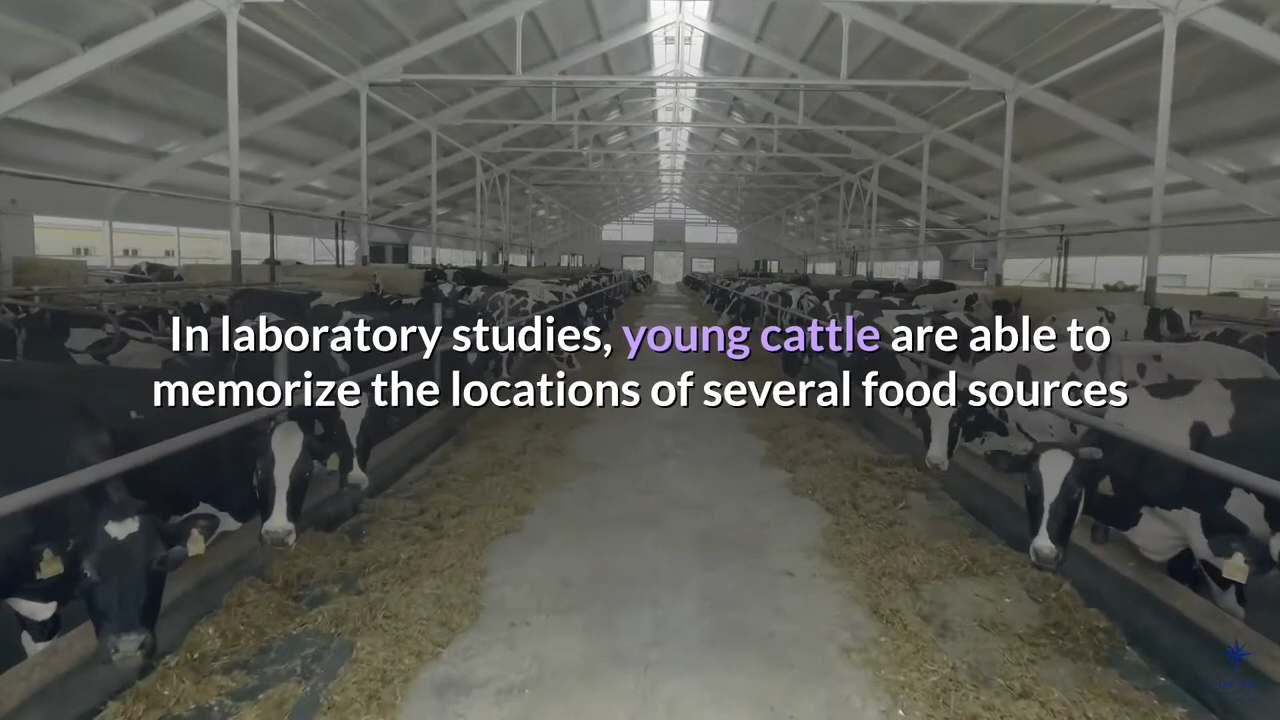 In laboratory studies, young cattle are able to
memorize the locations of several food sources